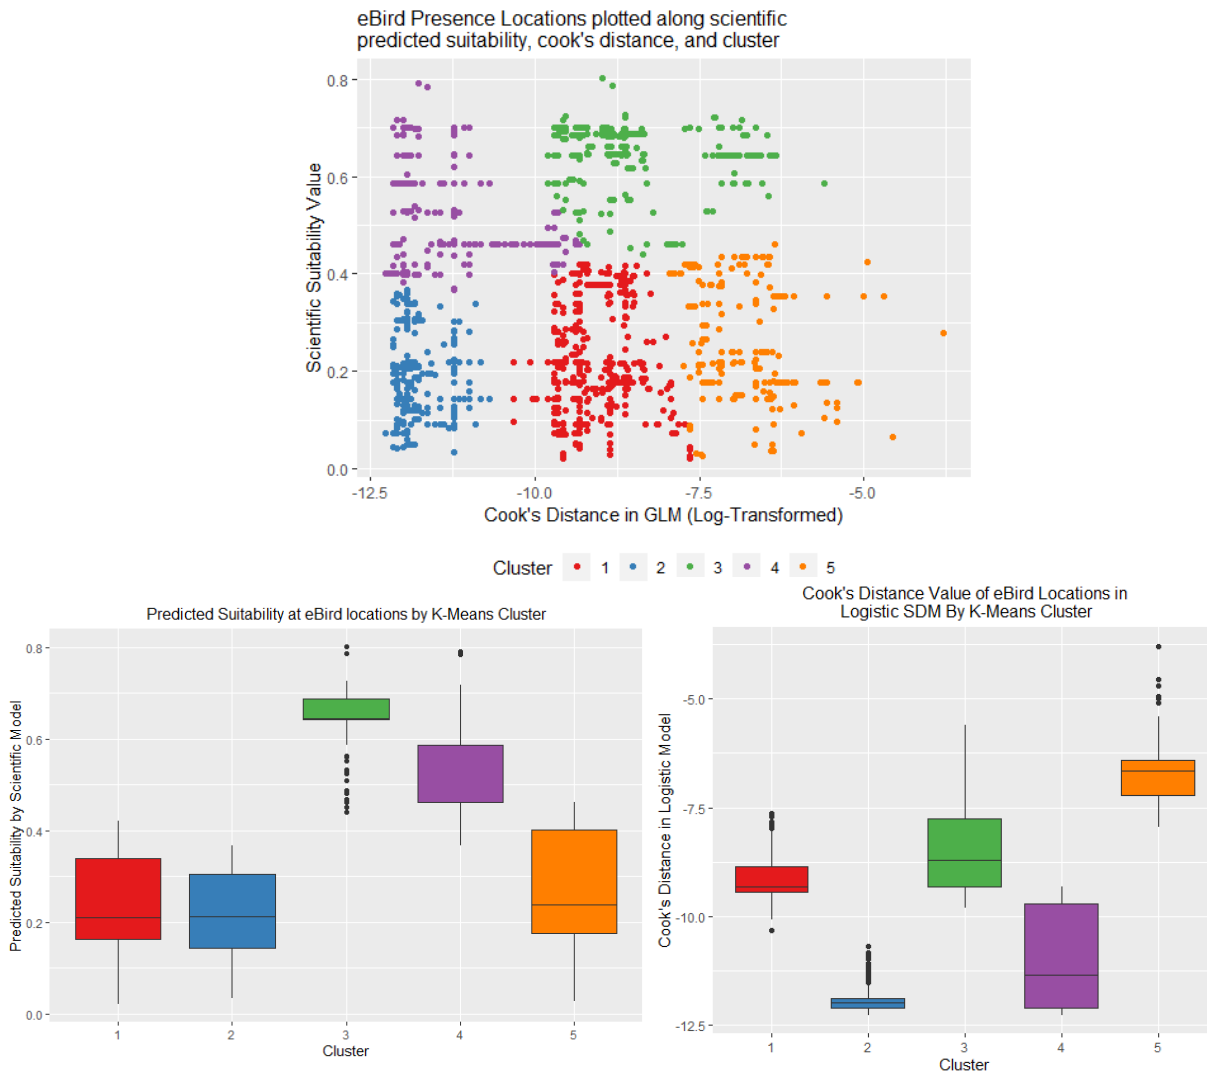 eBird Presence Locations plotted along scientific
predicted suitability, cook's distance, and cluster
Scientific Suitability Value
0.8
0.6
0.4
0.2
0.0
-12.5 -10.0 -7.5 -5.0
Cook's Distance in GLM (Log-Transformed)
Cluster 1 2 3 4 5
Predicted Suitability at eBird locations by K-Means Cluster
Predicted Suitability by Scientific Model
0.8
0.6
0.4
0.2
0.0
1 2 3 4 5
Cluster
Cook's Distance Value of eBird Locations in
Logistic SDM By K-Means Cluster
Cook's Distance in Logistic Model
-5.0
-7.5
-10.0
-12.5
1 2 3 4 5
Cluster